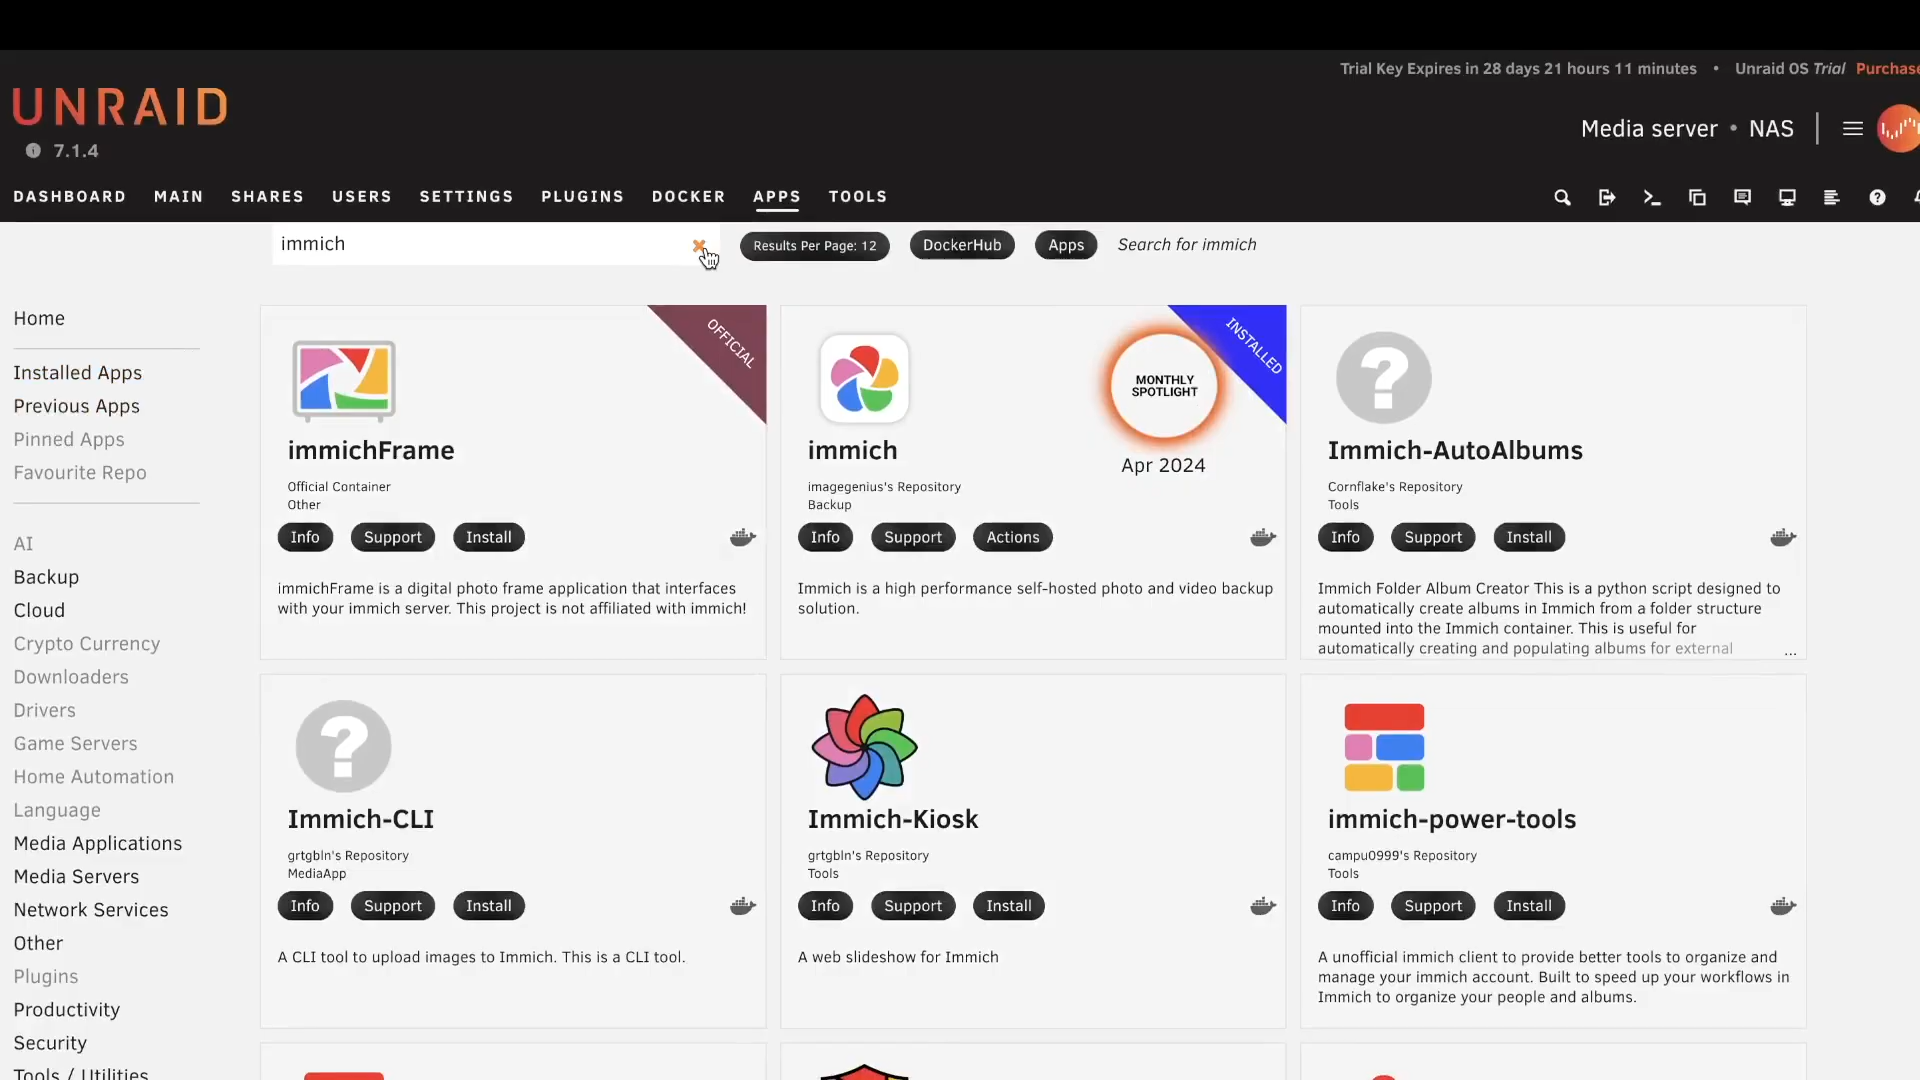 Trial Key Expires in 28 days 21 hours 11 minutes • Unraid OS Trial Purchase
UNRAID
7.1.4
Media server • NAS
DASHBOARD MAIN SHARES USERS SETTINGS PLUGINS DOCKER APPS TOOLS
immich
Results Per Page: 12
DockerHub
Apps
Search for immich
Home
Installed Apps
Previous Apps
Pinned Apps
Favourite Repo
AI
Backup
Cloud
Crypto Currency
Downloaders
Drivers
Game Servers
Home Automation
Language
Media Applications
Media Servers
Network Services
Other
Plugins
Productivity
Security
Tools / Utilities
OFFICIAL
immichFrame
Official Container
Other
Info Support Install
immichFrame is a digital photo frame application that interfaces
with your immich server. This project is not affiliated with immich!
INSTALLED
MONTHLY
SPOTLIGHT
Apr 2024
immich
imagegenius's Repository
Backup
Info Support Actions
Immich is a high performance self-hosted photo and video backup
solution.
Immich-AutoAlbums
Cornflake's Repository
Tools
Info Support Install
Immich Folder Album Creator This is a python script designed to
automatically create albums in Immich from a folder structure
mounted into the Immich container. This is useful for
automatically creating and populating albums for external
...
Immich-CLI
grtgbln's Repository
MediaApp
Info Support Install
A CLI tool to upload images to Immich. This is a CLI tool.
Immich-Kiosk
grtgbln's Repository
Tools
Info Support Install
A web slideshow for Immich
immich-power-tools
campu0999's Repository
Tools
Info Support Install
A unofficial immich client to provide better tools to organize and
manage your immich account. Built to speed up your workflows in
Immich to organize your people and albums.